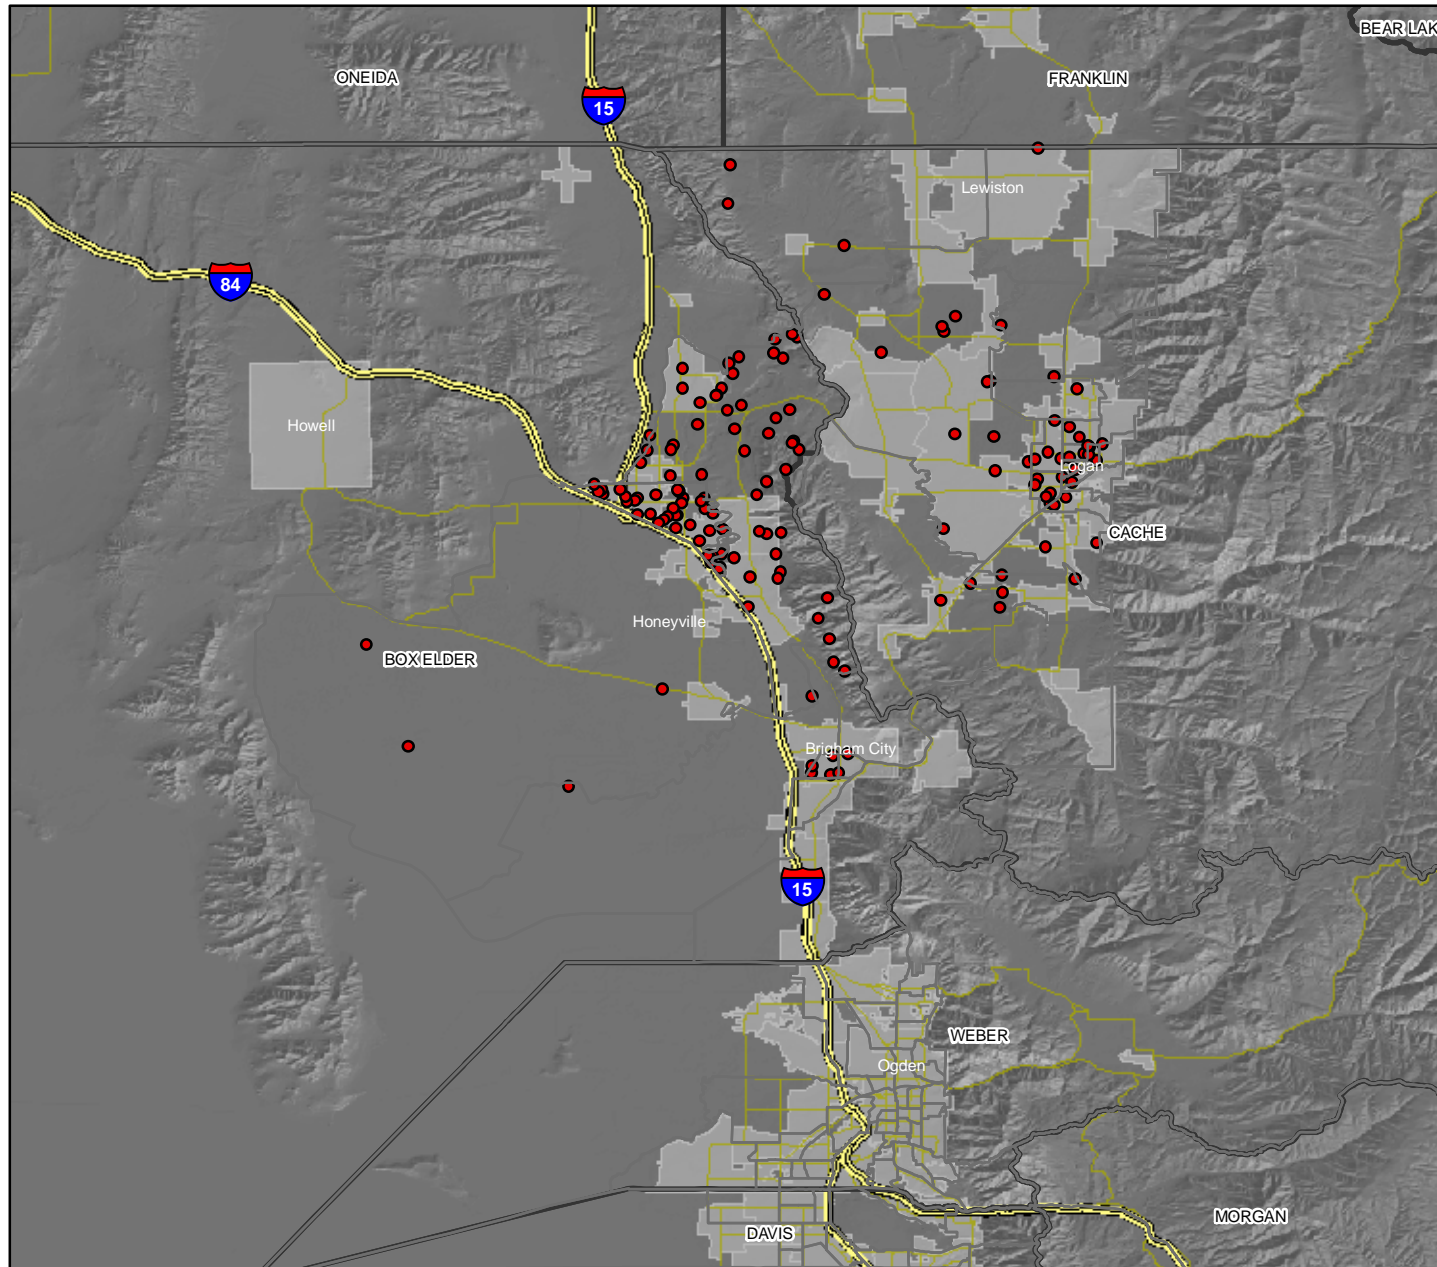 BEAR LAK
ONEIDA
FRANKLIN
15
Lewiston
84
Howell
Logan
CACHE
Honeyville
BOX ELDER
Brigham City
15
WEBER
Ogden
MORGAN
DAVIS